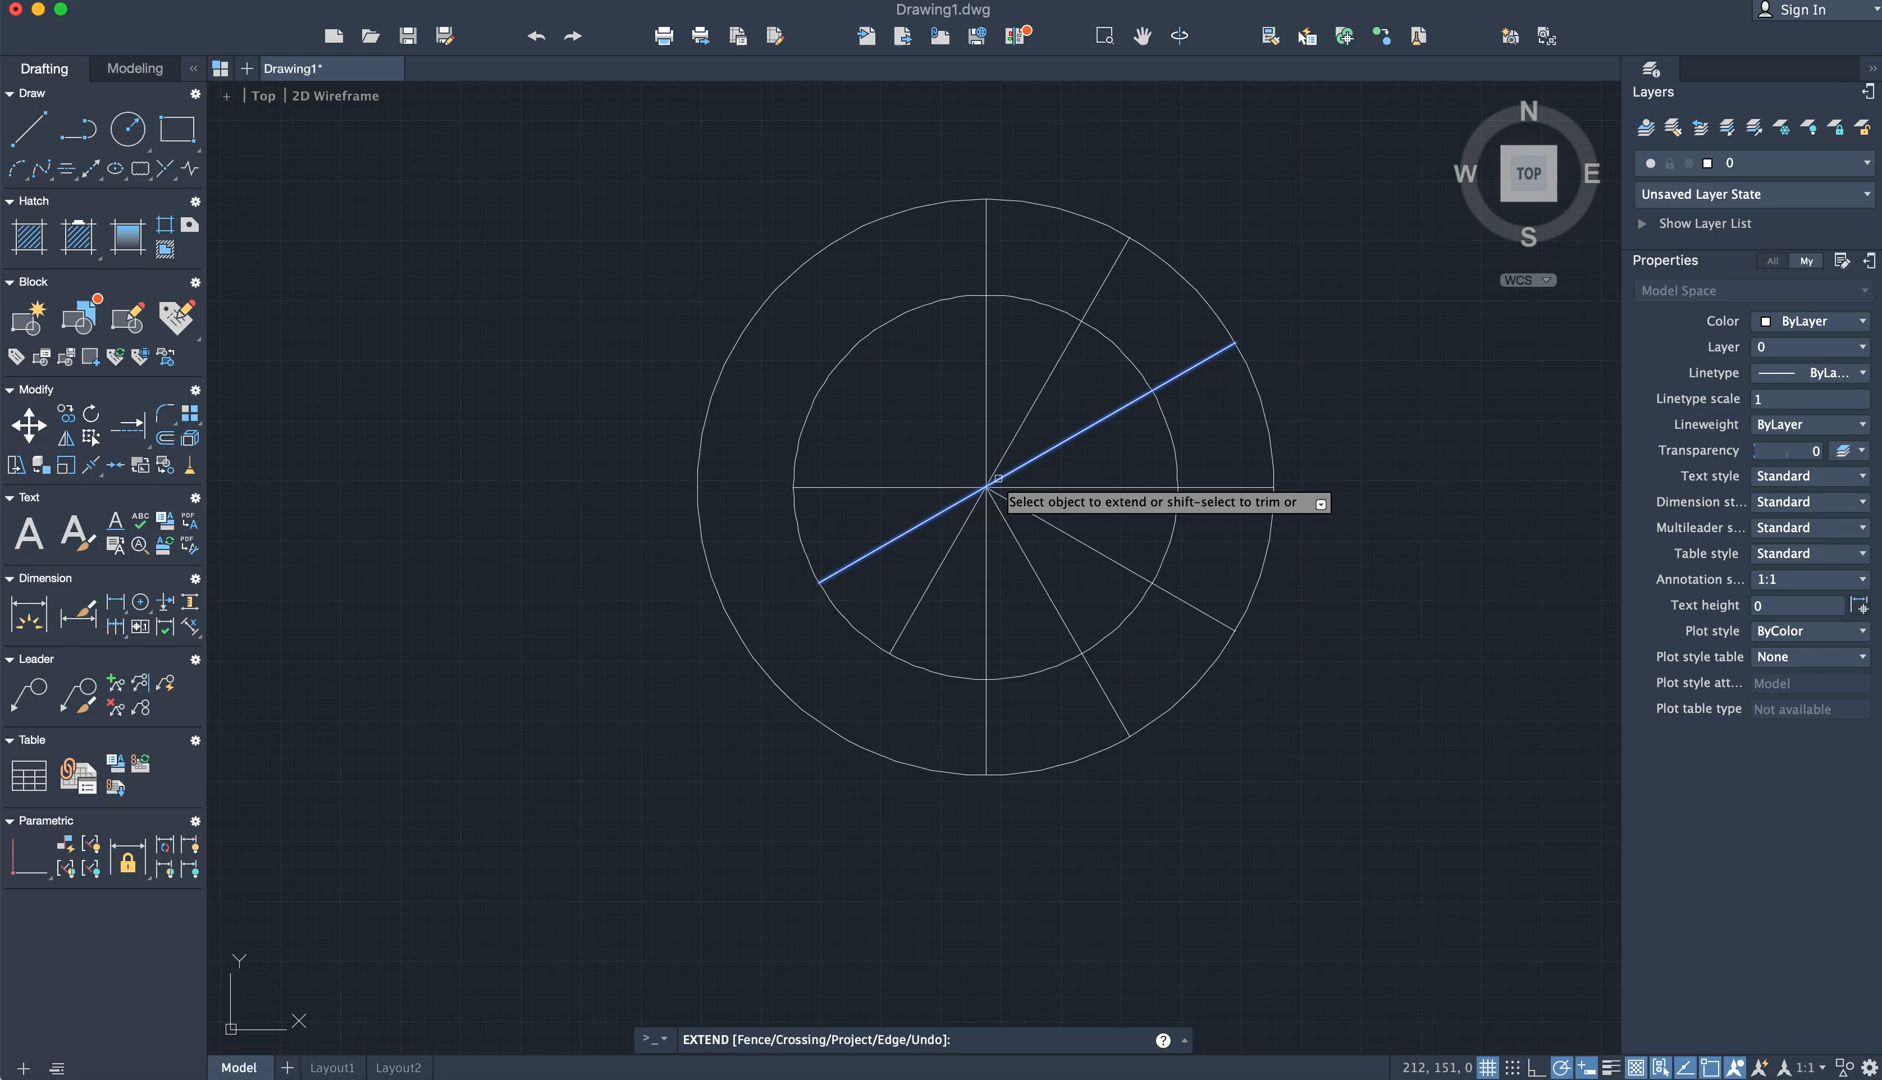 Drawing1.dwg
Sign In
Drafting
Modeling
Drawing1*
Top
2D Wireframe
Draw
Hatch
Block
Modify
Text
A
A
A
ABC
PDF
A
PDF
Dimension
Leader
Table
Parametric
N
W
TOP
E
S
WCS
Select object to extend or shift-select to trim or
Y
X
>_ EXTEND [Fence/Crossing/Project/Edge/Undo]:
?
Model
Layout1
Layout2
212, 151, 0
1:1
Layers
0
Unsaved Layer State
Show Layer List
Properties
All
My
Model Space
Color ByLayer
Layer 0
Linetype ByLa...
Linetype scale 1
Lineweight ByLayer
Transparency 0
Text style Standard
Dimension st... Standard
Multileader s... Standard
Table style Standard
Annotation s... 1:1
Text height 0
Plot style ByColor
Plot style table None
Plot style att... Model
Plot table type Not available